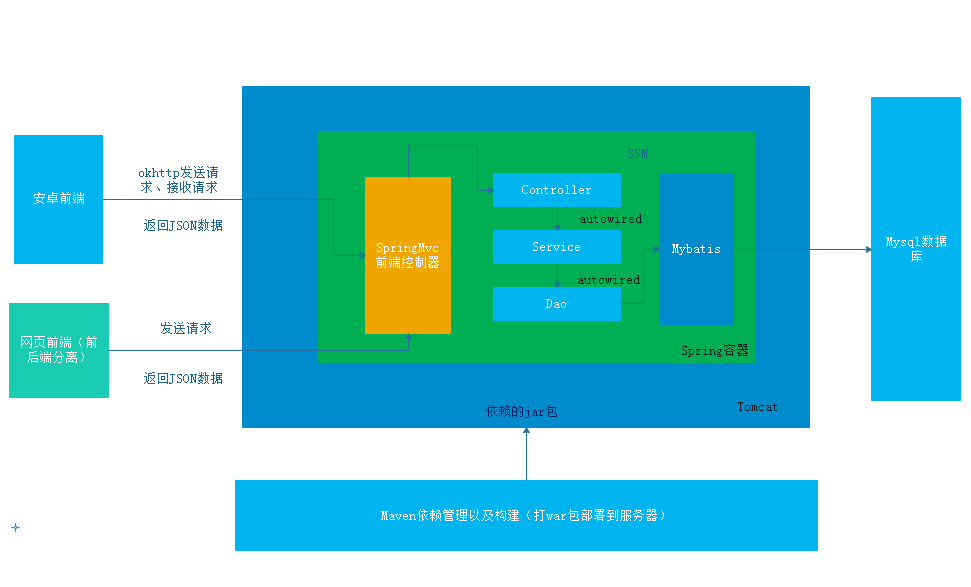 SSM
okhttp发送请
求、接收请求
安卓前端
返回JSON数据
SpringMvc
前端控制器
Controller
autowired
Service
autowired
Dao
Mybatis
Mysql数据
库
发送请求
网页前端（前
后端分离）
返回JSON数据
Spring容器
依赖的jar包
Tomcat
Maven依赖管理以及构建（打war包部署到服务器）